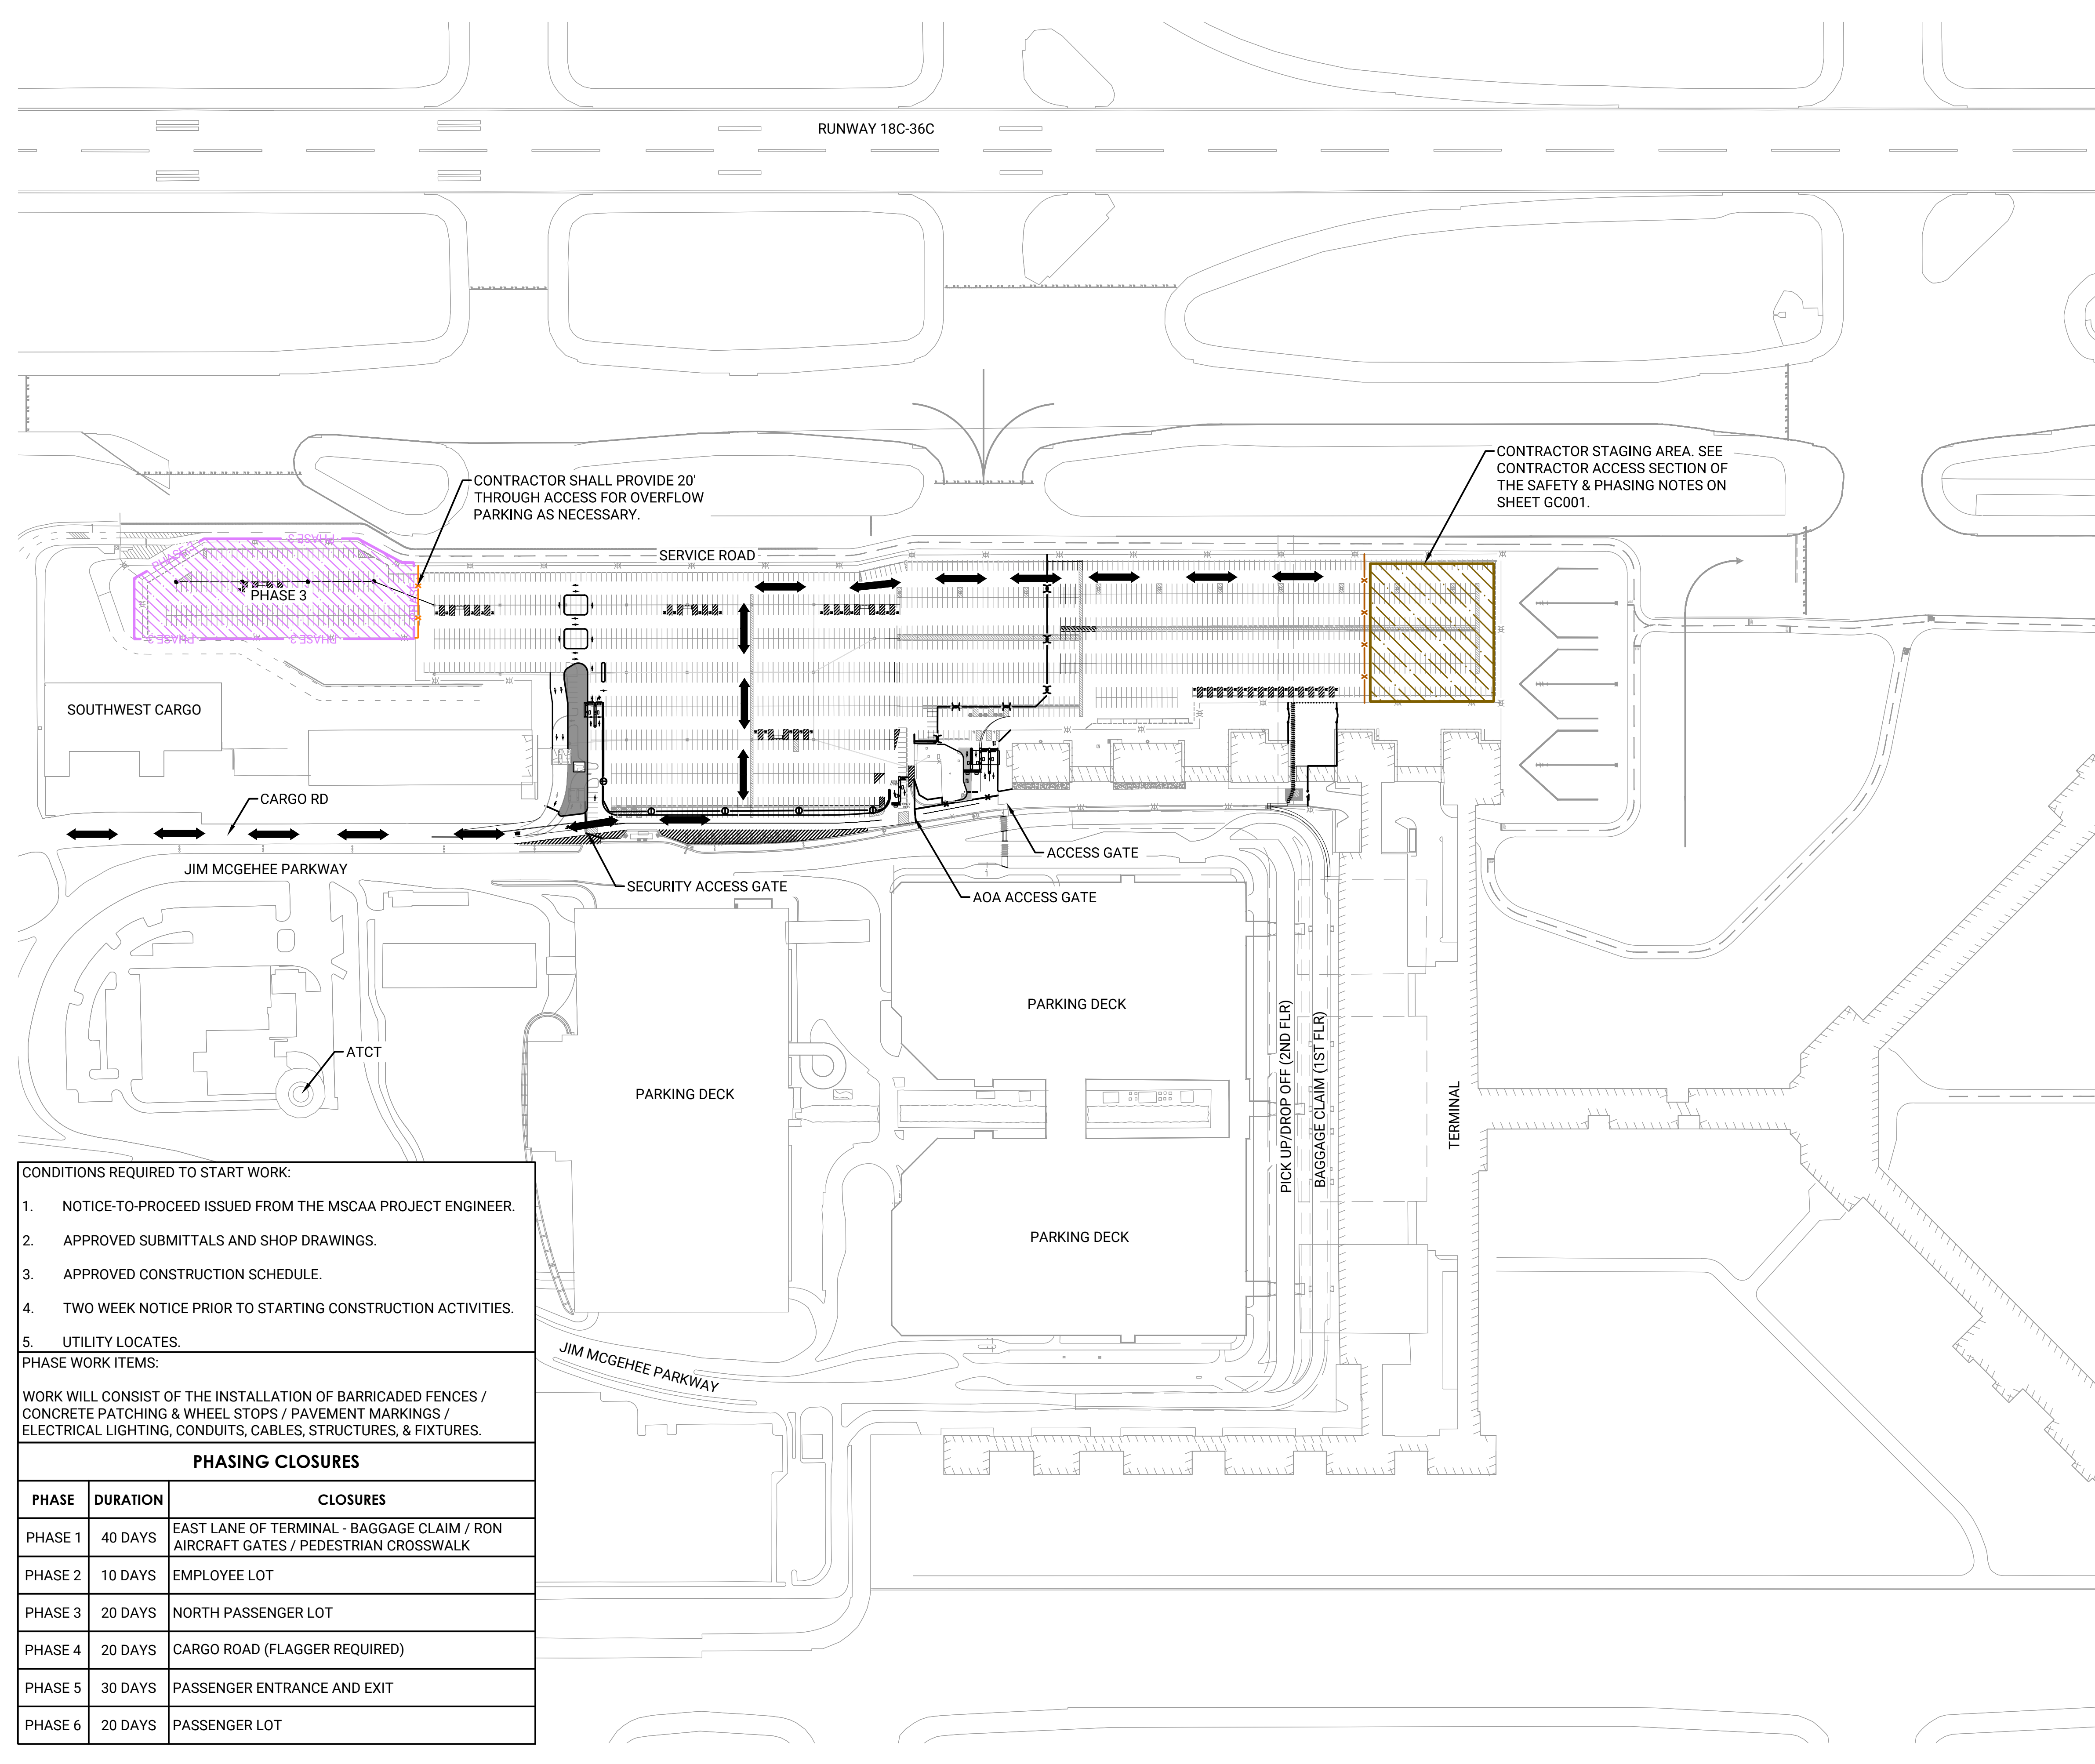 RUNWAY 18C-36C
CONTRACTOR STAGING AREA. SEE
CONTRACTOR ACCESS SECTION OF
THE SAFETY & PHASING NOTES ON
SHEET GC001.
CONTRACTOR SHALL PROVIDE 20'
THROUGH ACCESS FOR OVERFLOW
PARKING AS NECESSARY.
SERVICE ROAD
PHASE 3
PHASE 3
PHASE 3
PHASE 3
PHASE 3
SOUTHWEST CARGO
CARGO RD
JIM MCGEHEE PARKWAY
SECURITY ACCESS GATE
ACCESS GATE
AOA ACCESS GATE
PARKING DECK
ATCT
PARKING DECK
PICK UP/DROP OFF (2ND FLR)
BAGGAGE CLAIM (1ST FLR)
TERMINAL
PARKING DECK
JIM MCGEHEE PARKWAY
CONDITIONS REQUIRED TO START WORK:
1. NOTICE-TO-PROCEED ISSUED FROM THE MSCAA PROJECT ENGINEER.
2. APPROVED SUBMITTALS AND SHOP DRAWINGS.
3. APPROVED CONSTRUCTION SCHEDULE.
4. TWO WEEK NOTICE PRIOR TO STARTING CONSTRUCTION ACTIVITIES.
5. UTILITY LOCATES.
PHASE WORK ITEMS:
WORK WILL CONSIST OF THE INSTALLATION OF BARRICADED FENCES /
CONCRETE PATCHING & WHEEL STOPS / PAVEMENT MARKINGS /
ELECTRICAL LIGHTING, CONDUITS, CABLES, STRUCTURES, & FIXTURES.
PHASING CLOSURES
PHASE DURATION CLOSURES
PHASE 1 40 DAYS EAST LANE OF TERMINAL - BAGGAGE CLAIM / RON
AIRCRAFT GATES / PEDESTRIAN CROSSWALK
PHASE 2 10 DAYS EMPLOYEE LOT
PHASE 3 20 DAYS NORTH PASSENGER LOT
PHASE 4 20 DAYS CARGO ROAD (FLAGGER REQUIRED)
PHASE 5 30 DAYS PASSENGER ENTRANCE AND EXIT
PHASE 6 20 DAYS PASSENGER LOT